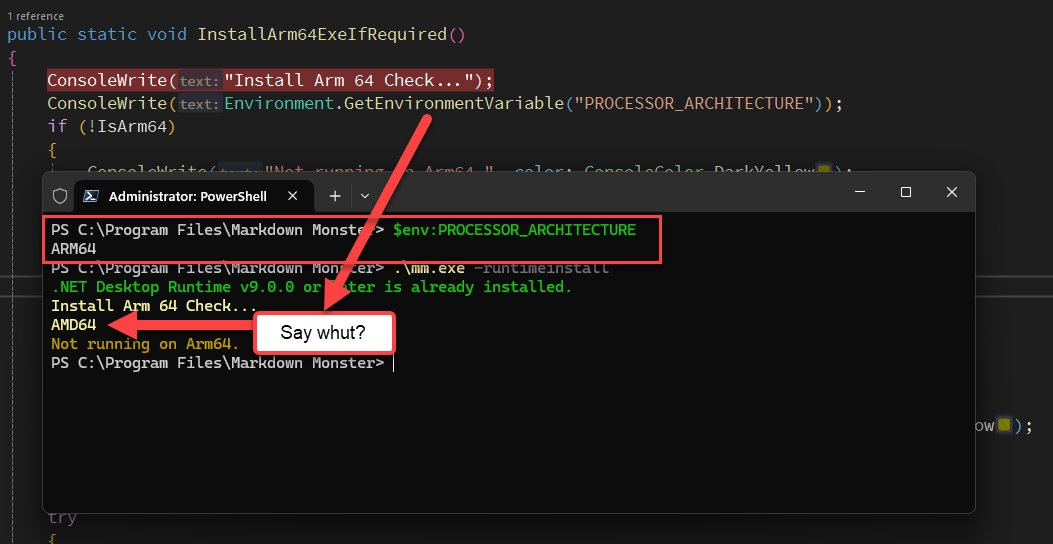 1 reference
public static void InstallArm64ExeIfRequired()
{
ConsoleWrite(text:"Install Arm 64 Check...");
ConsoleWrite(text:Environment.GetEnvironmentVariable("PROCESSOR_ARCHITECTURE"));
if (!IsArm64)
{
ConsoleWrite(text:"Not running on Arm64.", color: ConsoleColor.DarkYellow);
Administrator: PowerShell
PS C:\Program Files\Markdown Monster> $env:PROCESSOR_ARCHITECTURE
ARM64
PS C:\Program Files\Markdown Monster> .\mm.exe -runtimeinstall
.NET Desktop Runtime v9.0.0 or later is already installed.
Install Arm 64 Check...
AMD64
Say whut?
Not running on Arm64.
PS C:\Program Files\Markdown Monster>
ow);
try
{